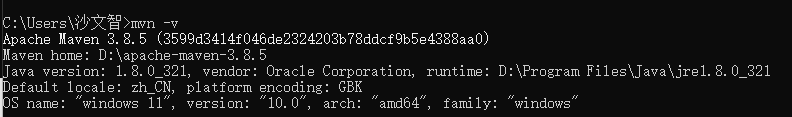 C:\Users\沙文智>mvn -v
Apache Maven 3.8.5 (3599d3414f046de2324203b78ddcf9b5e4388aa0)
Maven home: D:\apache-maven-3.8.5
Java version: 1.8.0_321, vendor: Oracle Corporation, runtime: D:\Program Files\Java\jre1.8.0_321
Default locale: zh_CN, platform encoding: GBK
OS name: "windows 11", version: "10.0", arch: "amd64", family: "windows"